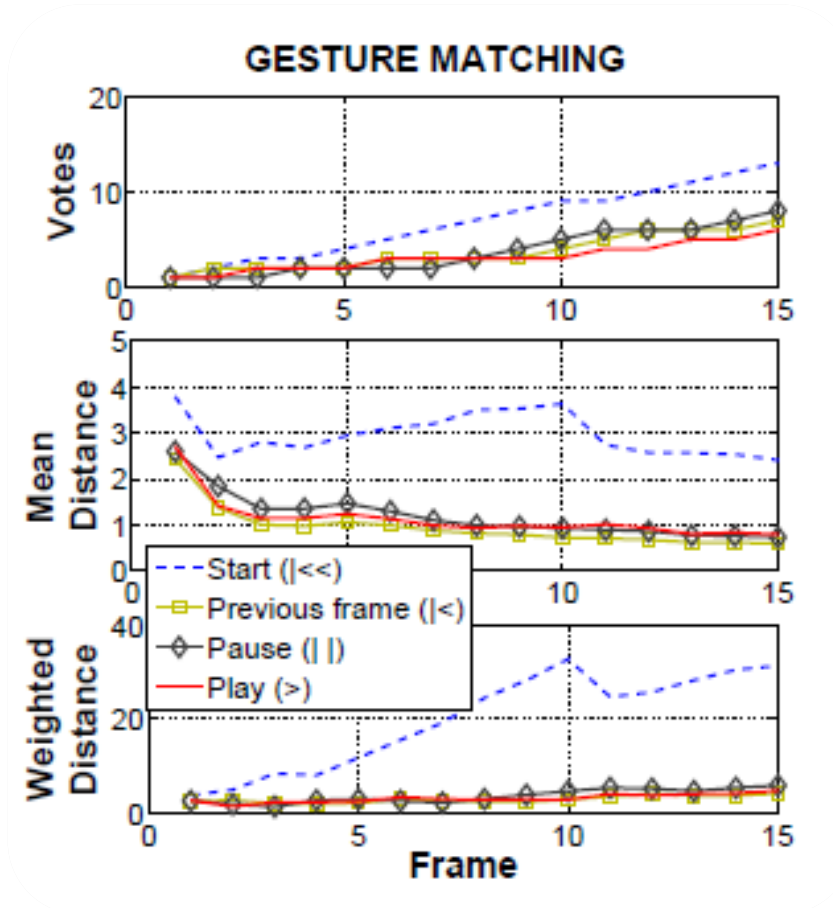 GESTURE MATCHING
Votes
20
10
0
0 5 10 15
Mean
Distance
5
4
3
2
1
0
0 10 15
Start (|<<)
Previous frame (|<)
Pause (| |)
Play (>)
Weighted
Distance
40
20
0
0 5 10 15
Frame